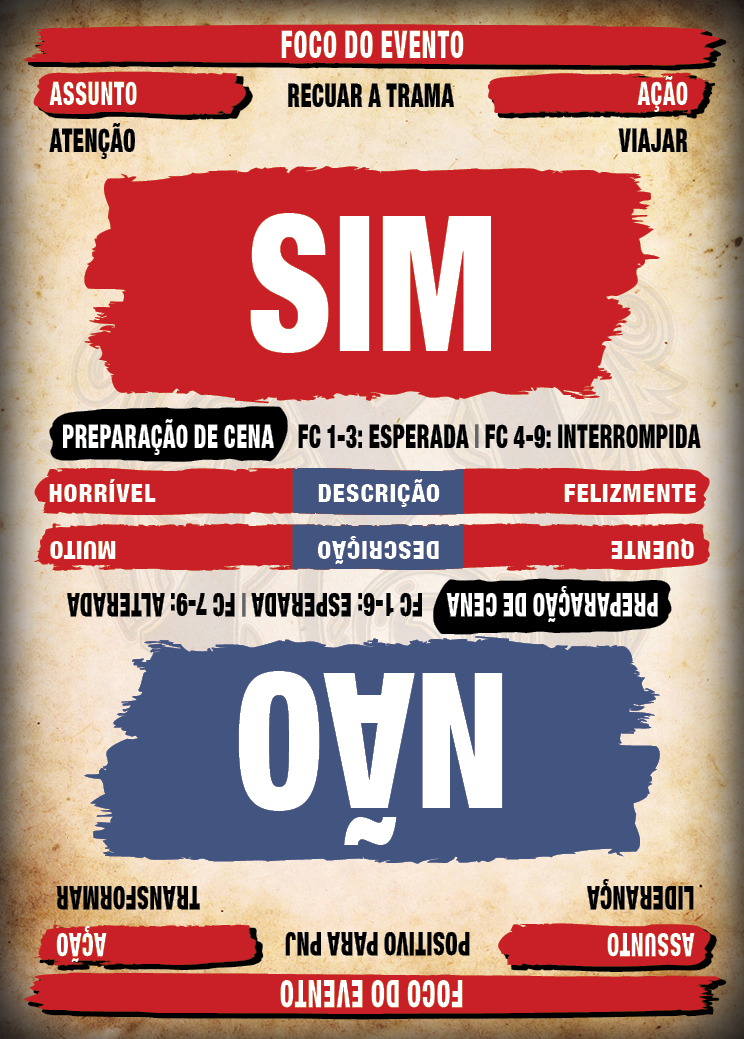 FOCO DO EVENTO
ASSUNTO RECUAR A TRAMA AÇÃO
ATENÇÃO VIAJAR
SIM
PREPARAÇÃO DE CENA FC 1-3: ESPERADA | FC 4-9: INTERROMPIDA
HORRÍVEL DESCRIÇÃO FELIZMENTE
FOCO DO EVENTO
ASSUNTO POSITIVO PARA PNJ AÇÃO
LIDERANÇA TRANSFORMAR
NÃO
PREPARAÇÃO DE CENA FC 1-6: ESPERADA | FC 7-9: ALTERADA
QUENTE DESCRIÇÃO MUITO